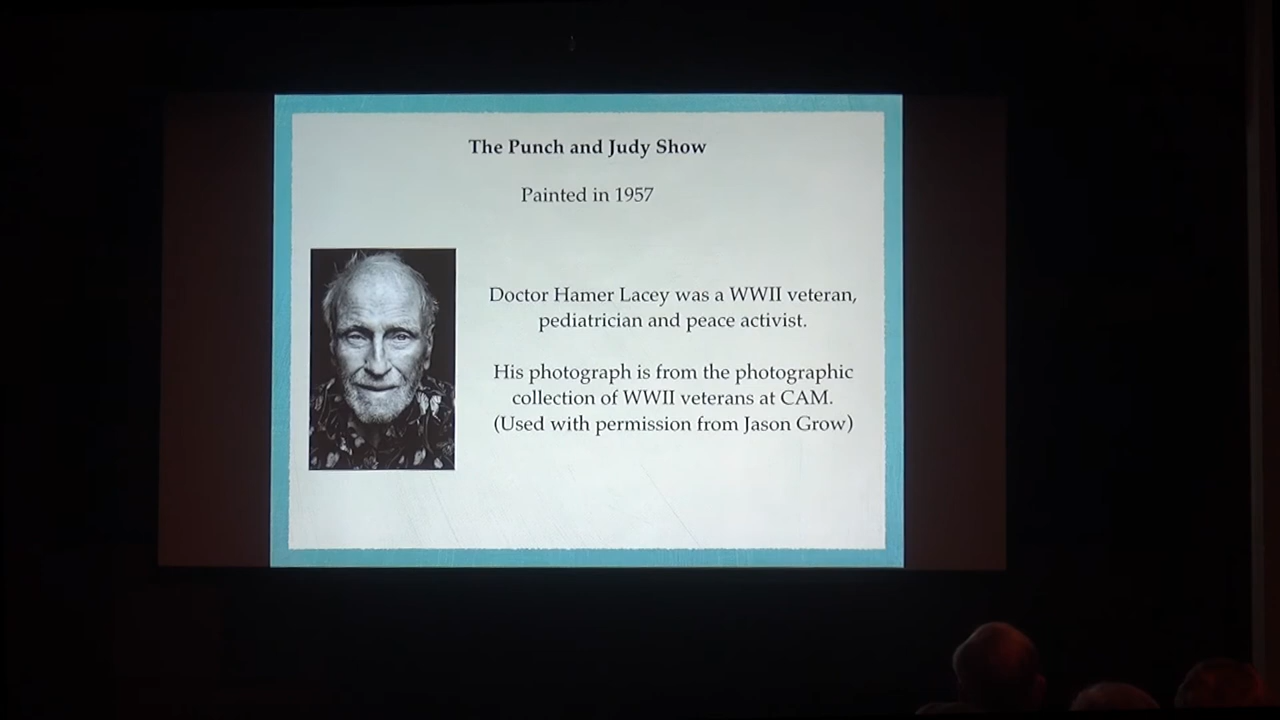 The Punch and Judy Show
Painted in 1957
Doctor Hamer Lacey was a WWII veteran,
pediatrician and peace activist.
His photograph is from the photographic
collection of WWII veterans at CAM.
(Used with permission from Jason Grow)